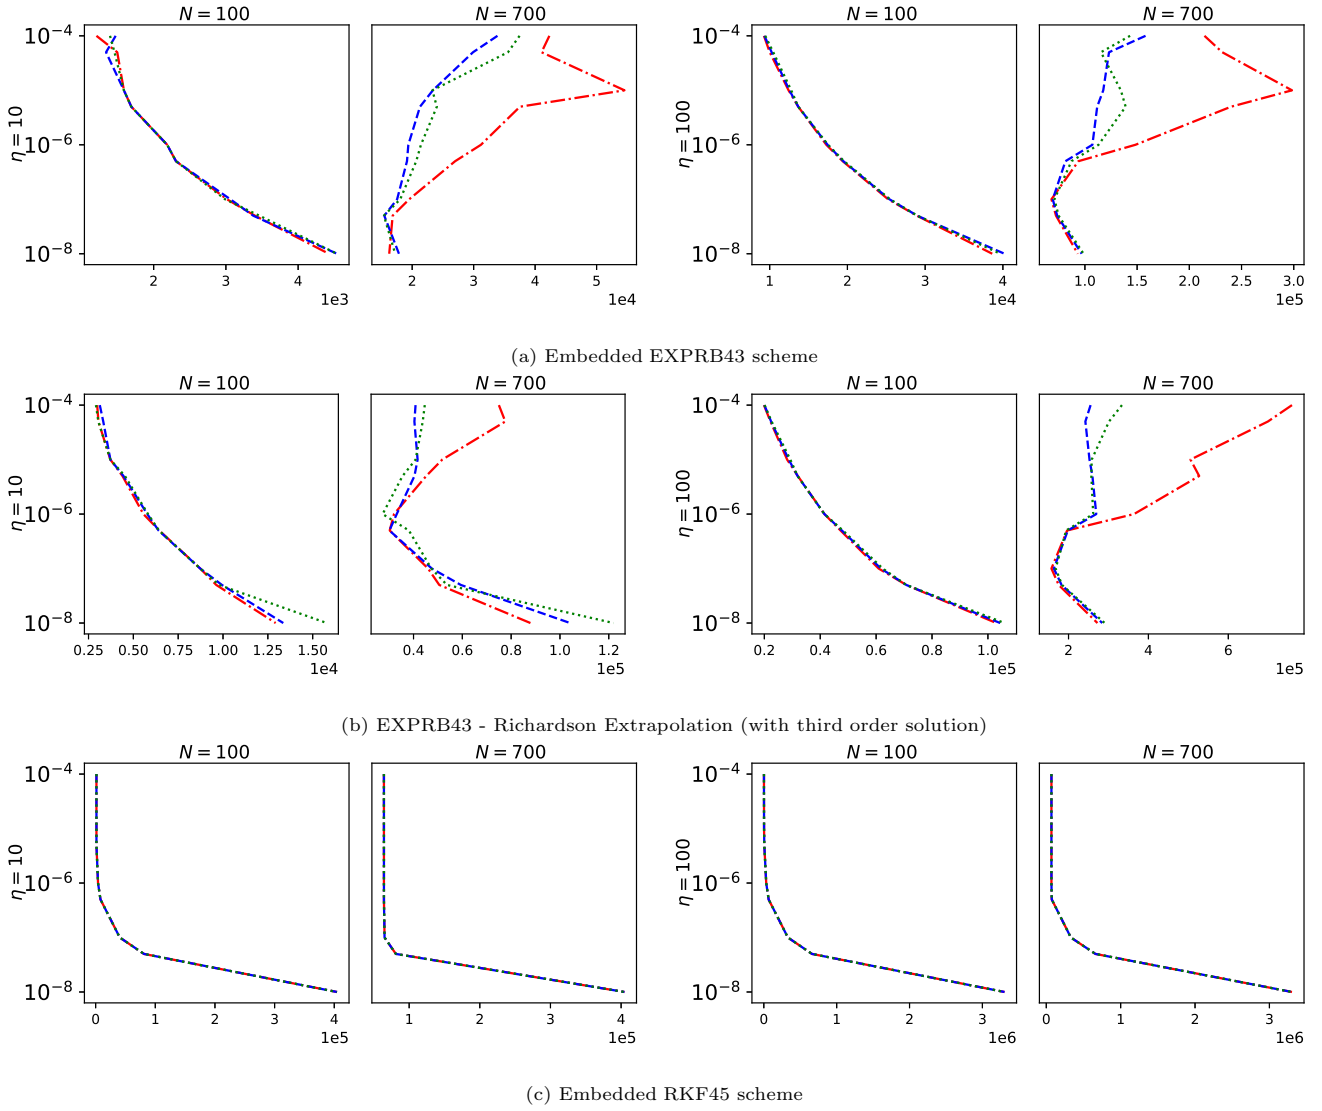 N = 100
N = 700
N = 100
N = 700
η = 10
10⁻⁴
10⁻⁶
10⁻⁸
2 3 4
1e3
2 3 4 5
1e4
η = 100
10⁻⁴
10⁻⁶
10⁻⁸
1 2 3 4
1e4
1.0 1.5 2.0 2.5 3.0
1e5
(a) Embedded EXPRB43 scheme
N = 100
N = 700
N = 100
N = 700
η = 10
10⁻⁴
10⁻⁶
10⁻⁸
0.25 0.50 0.75 1.00 1.25 1.50
1e4
0.4 0.6 0.8 1.0 1.2
1e5
η = 100
10⁻⁴
10⁻⁶
10⁻⁸
0.2 0.4 0.6 0.8 1.0
1e5
2 4 6
1e5
(b) EXPRB43 - Richardson Extrapolation (with third order solution)
N = 100
N = 700
N = 100
N = 700
η = 10
10⁻⁴
10⁻⁶
10⁻⁸
0 1 2 3 4
1e5
1 2 3 4
1e5
η = 100
10⁻⁴
10⁻⁶
10⁻⁸
0 1 2 3
1e6
0 1 2 3
1e6
(c) Embedded RKF45 scheme